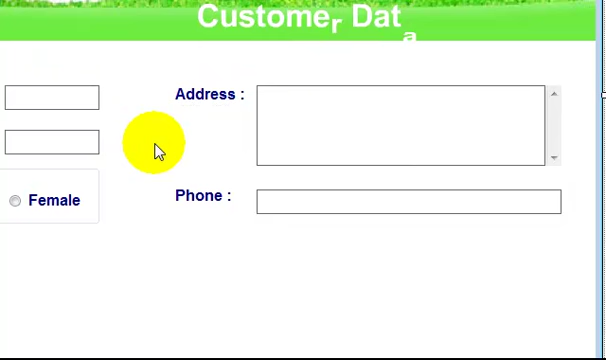 Customer Data
Address :
Female
Phone :